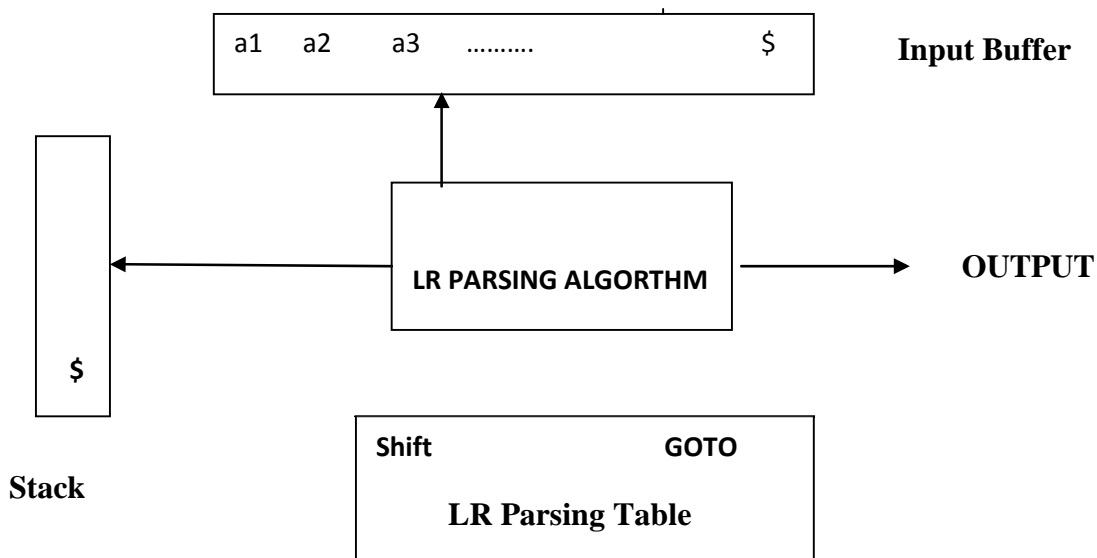 a1 a2 a3 ………. $
Input Buffer
LR PARSING ALGORTHM
OUTPUT
$
Stack
Shift GOTO
LR Parsing Table